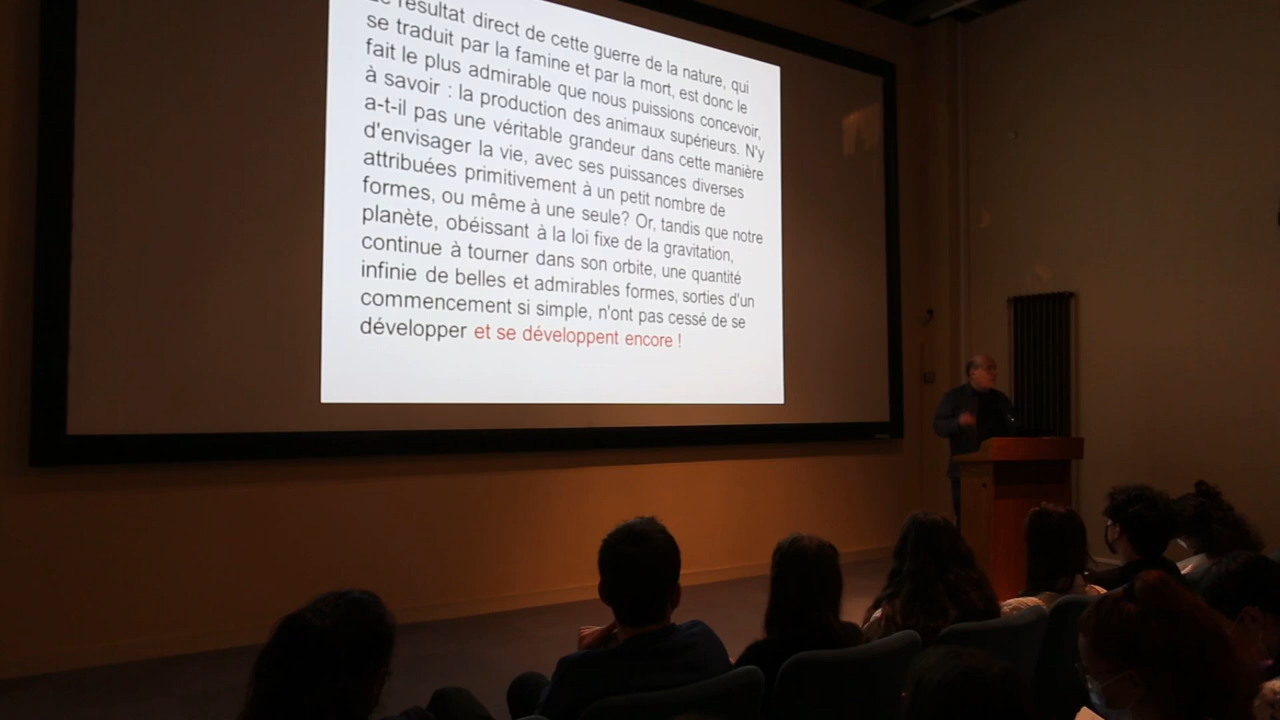 Le résultat direct de cette guerre de la nature, qui
se traduit par la famine et par la mort, est donc le
fait le plus admirable que nous puissions concevoir,
à savoir : la production des animaux supérieurs. N'y
a-t-il pas une véritable grandeur dans cette manière
d'envisager la vie, avec ses puissances diverses
attribuées primitivement à un petit nombre de
formes, ou même à une seule? Or, tandis que notre
planète, obéissant à la loi fixe de la gravitation,
continue à tourner dans son orbite, une quantité
infinie de belles et admirables formes, sorties d'un
commencement si simple, n'ont pas cessé de se
développer et se développent encore !